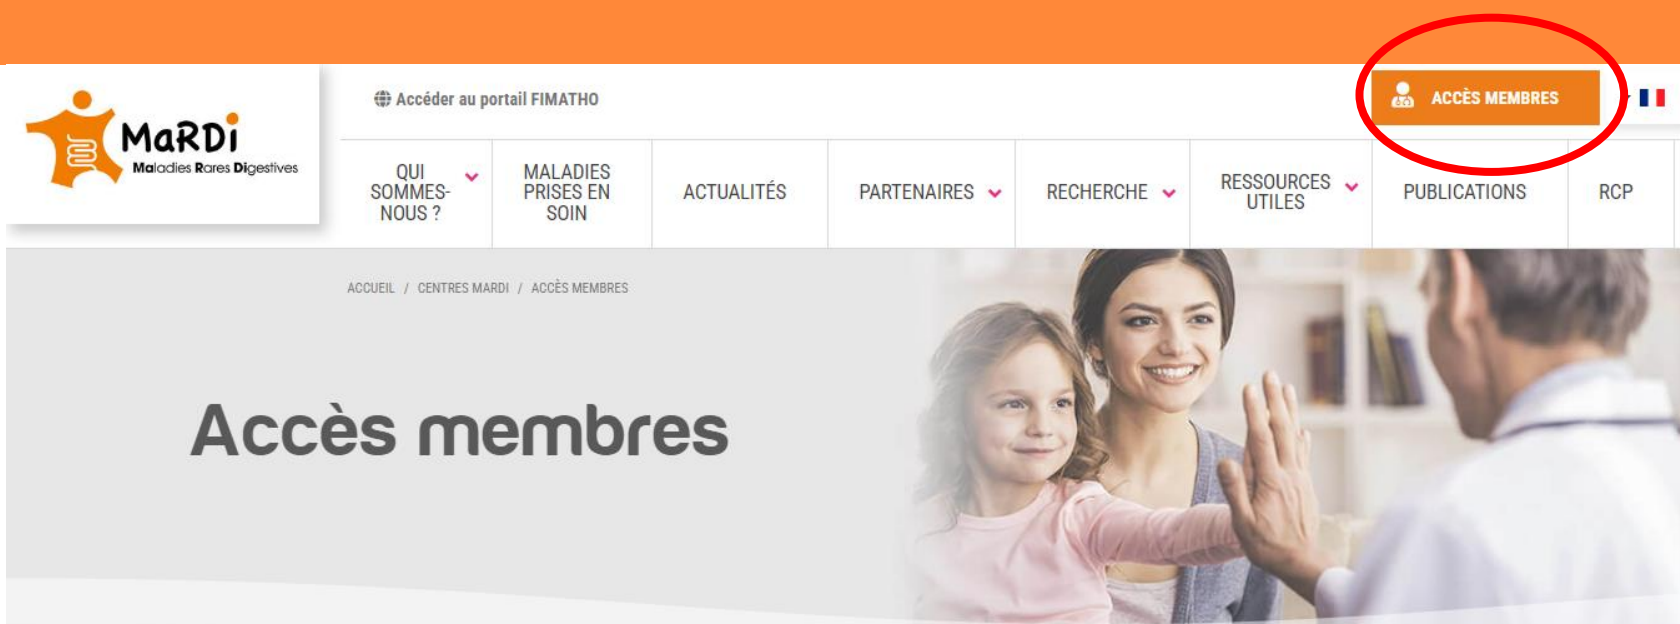 Accéder au portail FIMATHO
ACCÈS MEMBRES
MaRDi
Maladies Rares Digestives
QUI
SOMMES-
NOUS ?
MALADIES
PRISES EN
SOIN
ACTUALITÉS
PARTENAIRES
RECHERCHE
RESSOURCES
UTILES
PUBLICATIONS
RCP
ACCUEIL / CENTRES MARDI / ACCÈS MEMBRES
Accès membres